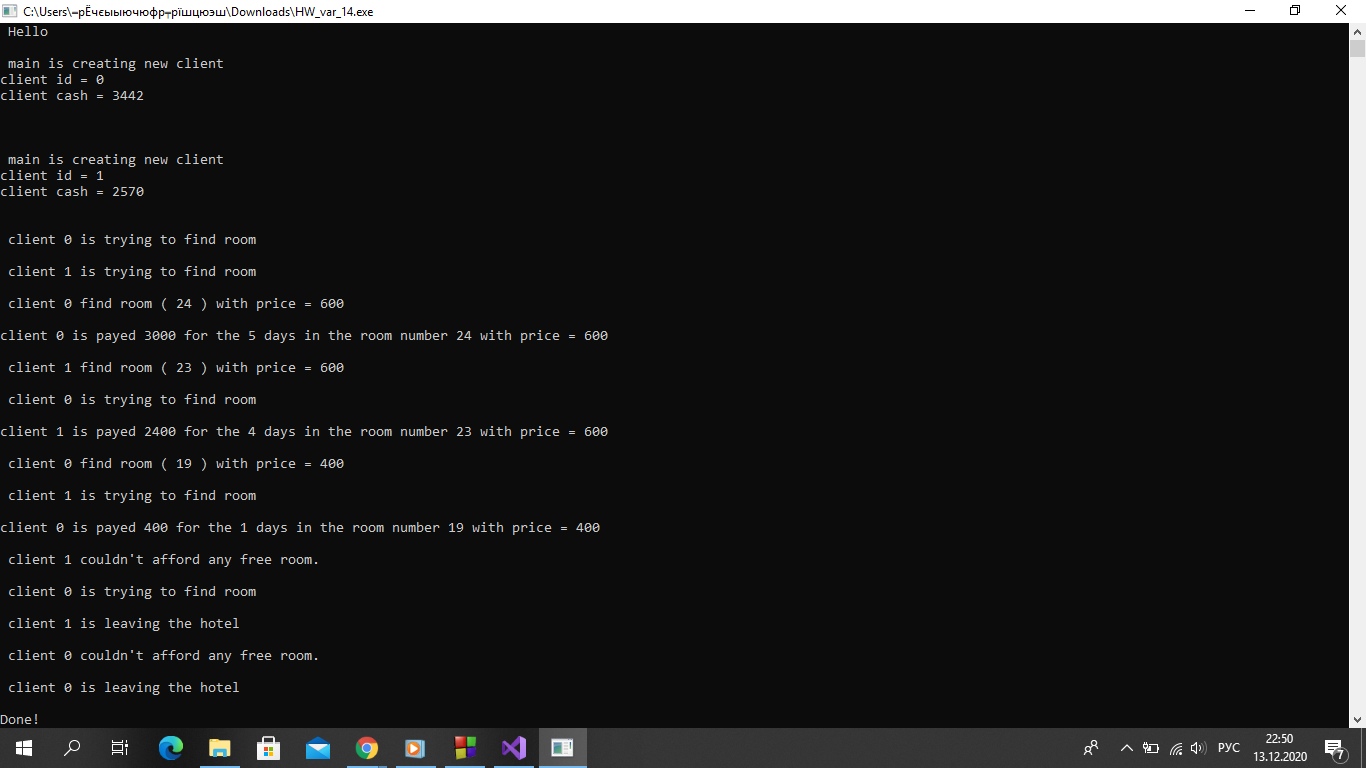 C:\Users\═рЁчєыыючюфр╤рїшцюэш\Downloads\HW_var_14.exe
Hello
main is creating new client
client id = 0
client cash = 3442
main is creating new client
client id = 1
client cash = 2570
client 0 is trying to find room
client 1 is trying to find room
client 0 find room ( 24 ) with price = 600
client 0 is payed 3000 for the 5 days in the room number 24 with price = 600
client 1 find room ( 23 ) with price = 600
client 0 is trying to find room
client 1 is payed 2400 for the 4 days in the room number 23 with price = 600
client 0 find room ( 19 ) with price = 400
client 1 is trying to find room
client 0 is payed 400 for the 1 days in the room number 19 with price = 400
client 1 couldn't afford any free room.
client 0 is trying to find room
client 1 is leaving the hotel
client 0 couldn't afford any free room.
client 0 is leaving the hotel
Done!
РУС
22:50
13.12.2020
7